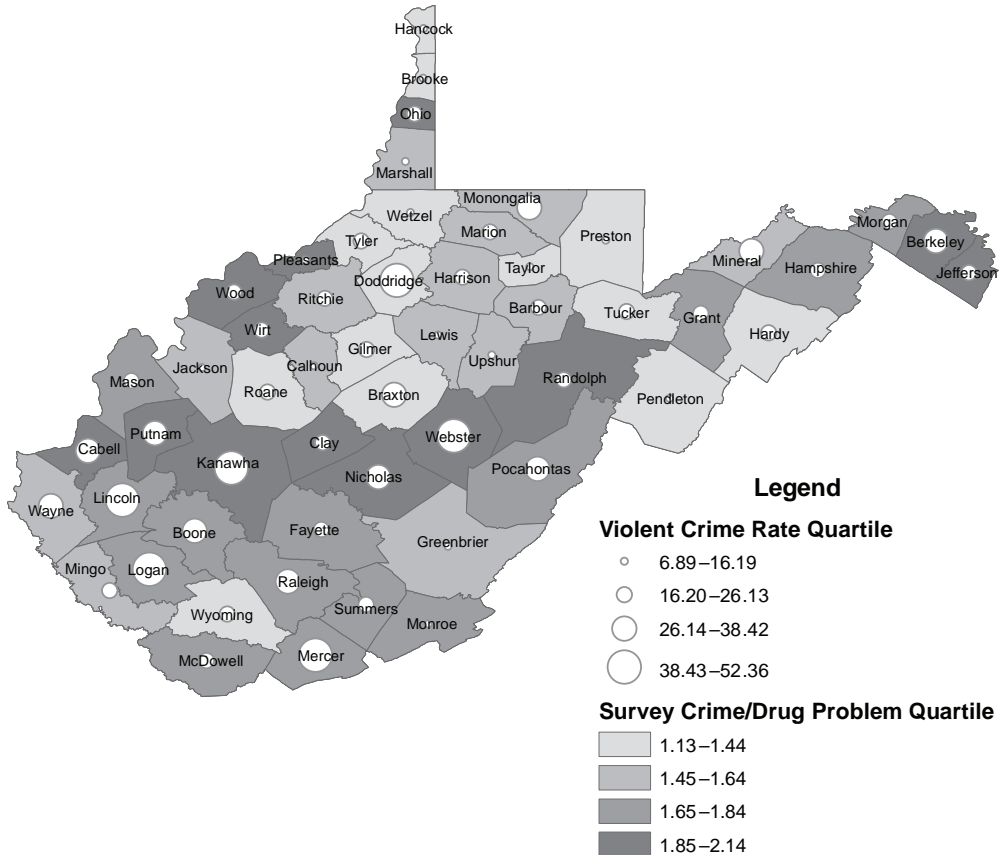 Hancock
Brooke
Ohio
Marshall
Wetzel
Monongalia
Marion
Preston
Tyler
Pleasants
Doddridge
Harrison
Taylor
Wood
Ritchie
Barbour
Tucker
Mineral
Hampshire
Morgan
Berkeley
Jefferson
Grant
Hardy
Wirt
Gilmer
Lewis
Upshur
Jackson
Calhoun
Mason
Roane
Braxton
Randolph
Pendleton
Putnam
Cabell
Clay
Webster
Kanawha
Nicholas
Pocahontas
Wayne
Lincoln
Boone
Fayette
Greenbrier
Mingo
Logan
Raleigh
Wyoming
Summers
Monroe
McDowell
Mercer
Legend
Violent Crime Rate Quartile
6.89–16.19
16.20–26.13
26.14–38.42
38.43–52.36
Survey Crime/Drug Problem Quartile
1.13–1.44
1.45–1.64
1.65–1.84
1.85–2.14